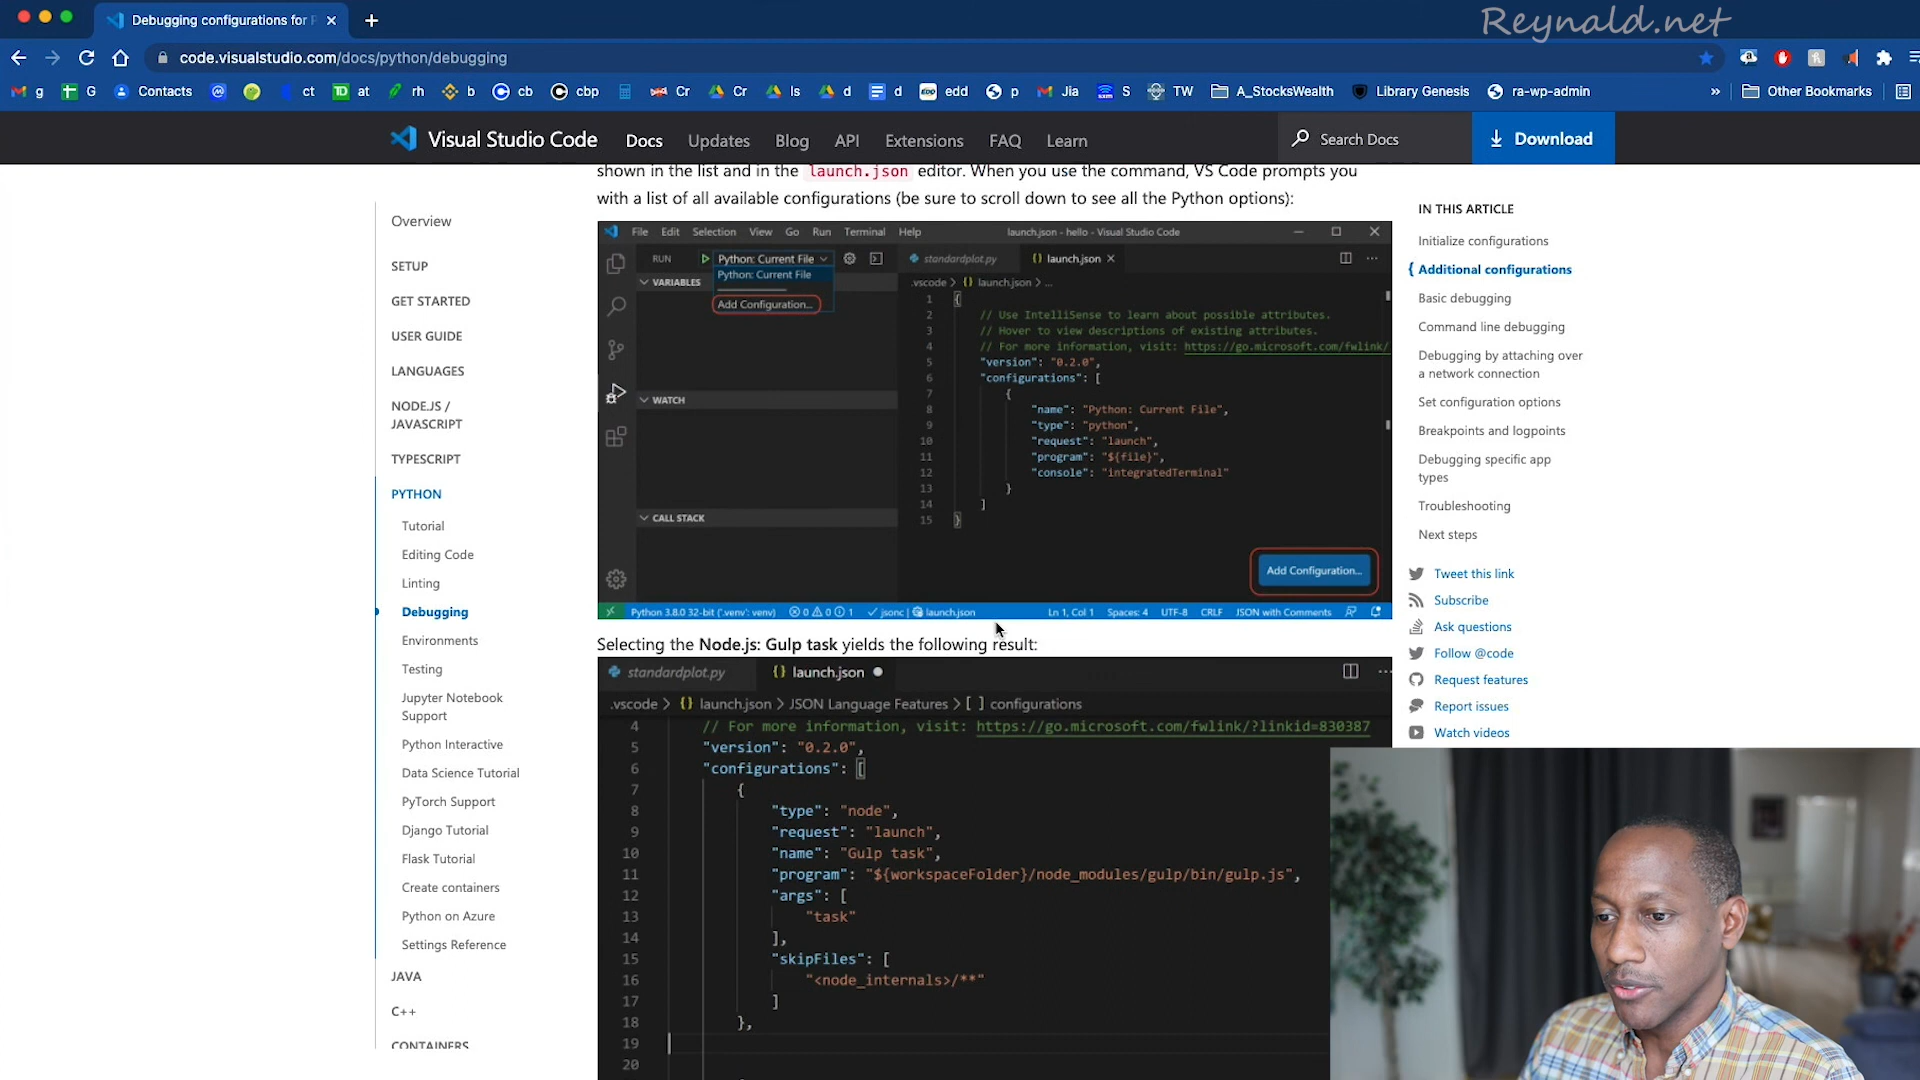 Debugging configurations for P
Reynald.net
code.visualstudio.com/docs/python/debugging
g
G
Contacts
ct
TD at
rh
b
cb
cbp
Cr
Cr
ls
d
d
edd
p
Jia
sxm S
TW
A_StocksWealth
Library Genesis
ra-wp-admin
»
Other Bookmarks
Visual Studio Code
Docs
Updates
Blog
API
Extensions
FAQ
Learn
Search Docs
Download
Overview
SETUP
GET STARTED
USER GUIDE
LANGUAGES
NODE.JS /
JAVASCRIPT
TYPESCRIPT
PYTHON
Tutorial
Editing Code
Linting
Debugging
Environments
Testing
Jupyter Notebook
Support
Python Interactive
Data Science Tutorial
PyTorch Support
Django Tutorial
Flask Tutorial
Create containers
Python on Azure
Settings Reference
JAVA
C++
CONTAINERS
shown in the list and in the launch.json editor. When you use the command, VS Code prompts you
with a list of all available configurations (be sure to scroll down to see all the Python options):
File Edit Selection View Go Run Terminal Help
launch.json - hello - Visual Studio Code
RUN
Python: Current File
Python: Current File
Add Configuration...
VARIABLES
WATCH
CALL STACK
standardplot.py
{} launch.json
.vscode > {} launch.json > ...
1 {
2 // Use IntelliSense to learn about possible attributes.
3 // Hover to view descriptions of existing attributes.
4 // For more information, visit: https://go.microsoft.com/fwlink/
5 "version": "0.2.0",
6 "configurations": [
7 {
8 "name": "Python: Current File",
9 "type": "python",
10 "request": "launch",
11 "program": "${file}",
12 "console": "integratedTerminal"
13 }
14 ]
15 }
Add Configuration...
Python 3.8.0 32-bit ('.venv': venv)
0 0 1
jsonc | launch.json
Ln 1, Col 1
Spaces: 4
UTF-8
CRLF
JSON with Comments
Selecting the Node.js: Gulp task yields the following result:
standardplot.py
{} launch.json
.vscode > {} launch.json > JSON Language Features > [ ] configurations
4 // For more information, visit: https://go.microsoft.com/fwlink/?linkid=830387
5 "version": "0.2.0",
6 "configurations": [
7 {
8 "type": "node",
9 "request": "launch",
10 "name": "Gulp task",
11 "program": "${workspaceFolder}/node_modules/gulp/bin/gulp.js",
12 "args": [
13 "task"
14 ],
15 "skipFiles": [
16 "<node_internals>/**"
17 ]
18 },
19
20
IN THIS ARTICLE
Initialize configurations
{ Additional configurations
Basic debugging
Command line debugging
Debugging by attaching over
a network connection
Set configuration options
Breakpoints and logpoints
Debugging specific app
types
Troubleshooting
Next steps
Tweet this link
Subscribe
Ask questions
Follow @code
Request features
Report issues
Watch videos